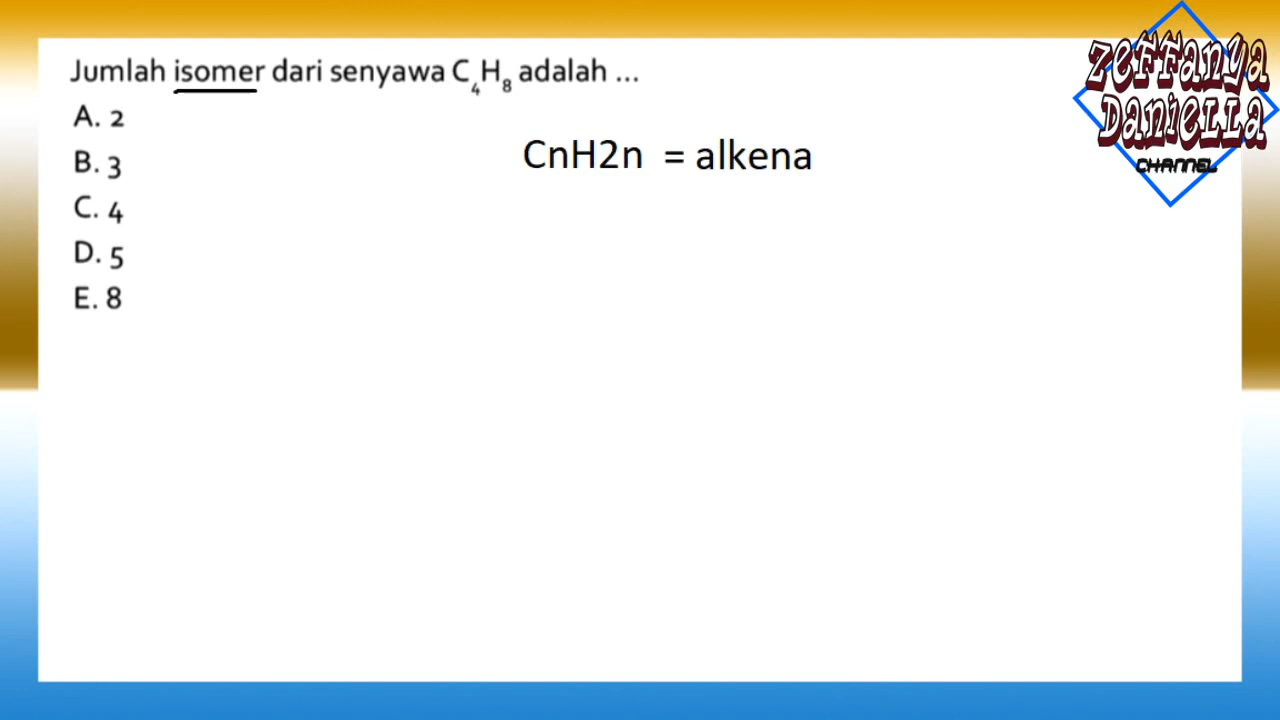 Jumlah isomer dari senyawa C₄H₈ adalah ...
A. 2
B. 3
C. 4
D. 5
E. 8
CnH2n = alkena
Zeffanya
Daniella
CHANNEL